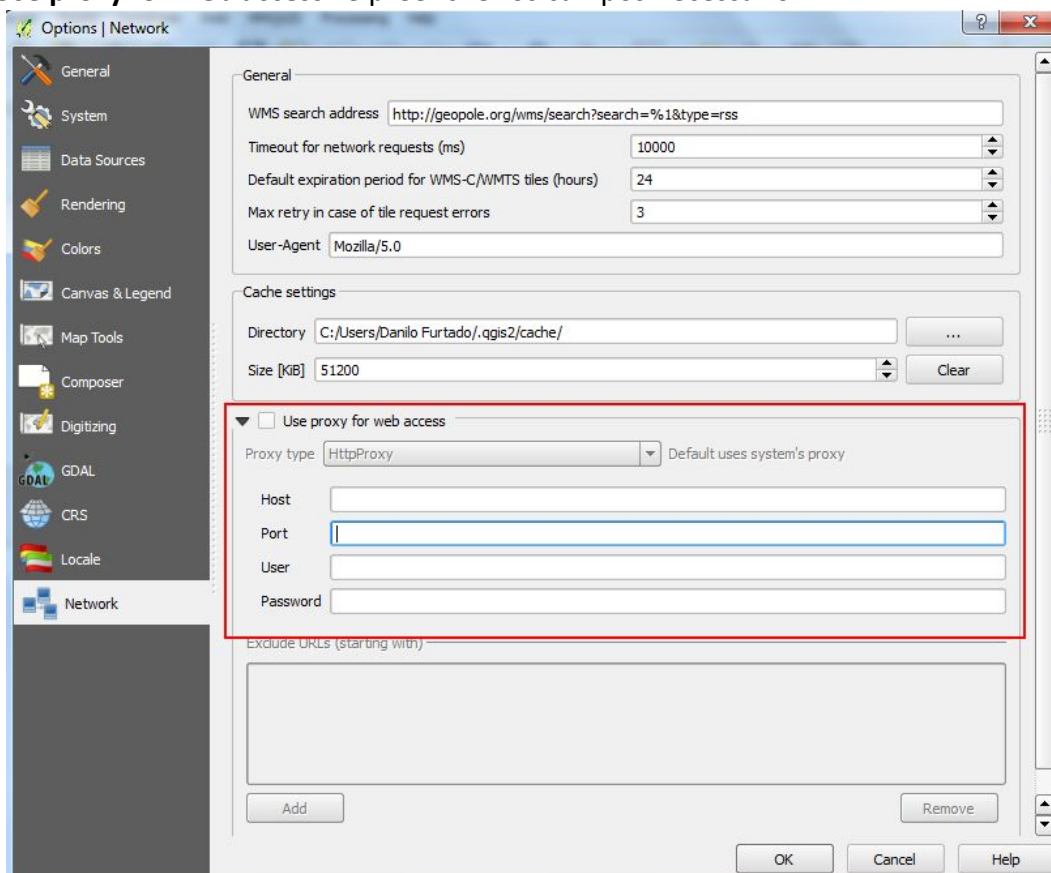 Options | Network
General
System
Data Sources
Rendering
Colors
Canvas & Legend
Map Tools
Composer
Digitizing
GDAL
CRS
Locale
Network
General
WMS search address http://geopole.org/wms/search?search=%1&type=rss
Timeout for network requests (ms) 10000
Default expiration period for WMS-C/WMTS tiles (hours) 24
Max retry in case of tile request errors 3
User-Agent Mozilla/5.0
Cache settings
Directory C:/Users/Danilo Furtado/.qgis2/cache/ ...
Size [KiB] 51200 Clear
Use proxy for web access
Proxy type HttpProxy Default uses system's proxy
Host
Port
User
Password
Exclude URLs (starting with)
Add Remove
OK Cancel Help